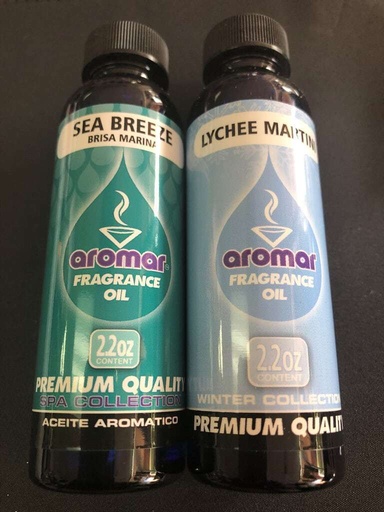 SEA BREEZE
BRISA MARINA
aromar
FRAGRANCE
OIL
2.2oz
CONTENT
PREMIUM QUALITY
SPA COLLECTION
ACEITE AROMATICO
LYCHEE MARTIN
aromar
FRAGRANCE
OIL
2.2oz
CONTENT
WINTER COLLECTION
PREMIUM QUALITY